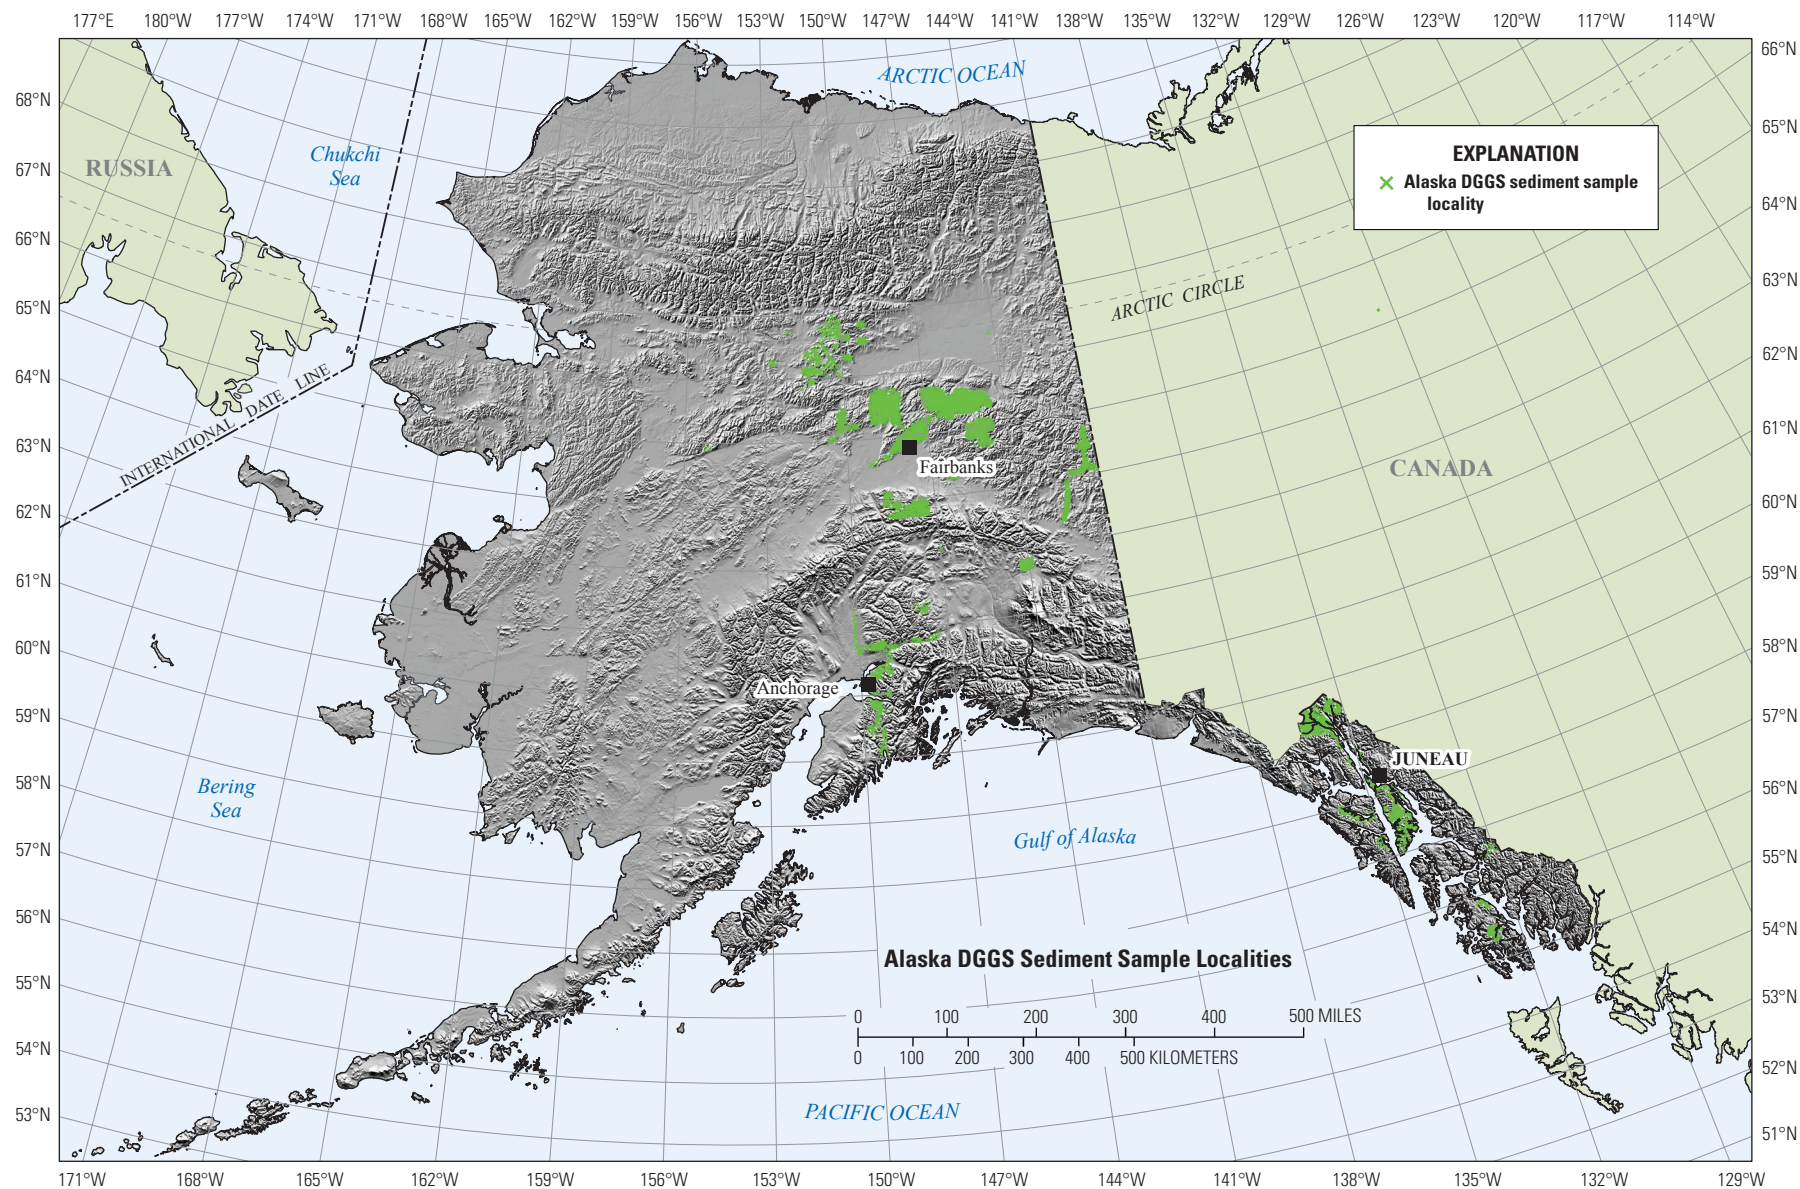 177°E 180°W 177°W 174°W 171°W 168°W 165°W 162°W 159°W 156°W 153°W 150°W 147°W 144°W 141°W 138°W 135°W 132°W 129°W 126°W 123°W 120°W 117°W 114°W
68°N
67°N
66°N
65°N
64°N
63°N
62°N
61°N
60°N
59°N
58°N
57°N
56°N
55°N
54°N
53°N
66°N
65°N
64°N
63°N
62°N
61°N
60°N
59°N
58°N
57°N
56°N
55°N
54°N
53°N
52°N
51°N
ARCTIC OCEAN
RUSSIA
Chukchi
Sea
EXPLANATION
Alaska DGGS sediment sample
locality
ARCTIC CIRCLE
INTERNATIONAL DATE LINE
CANADA
Fairbanks
Anchorage
JUNEAU
Bering
Sea
Gulf of Alaska
Alaska DGGS Sediment Sample Localities
0 100 200 300 400 500 MILES
0 100 200 300 400 500 KILOMETERS
PACIFIC OCEAN
171°W 168°W 165°W 162°W 159°W 156°W 153°W 150°W 147°W 144°W 141°W 138°W 135°W 132°W 129°W